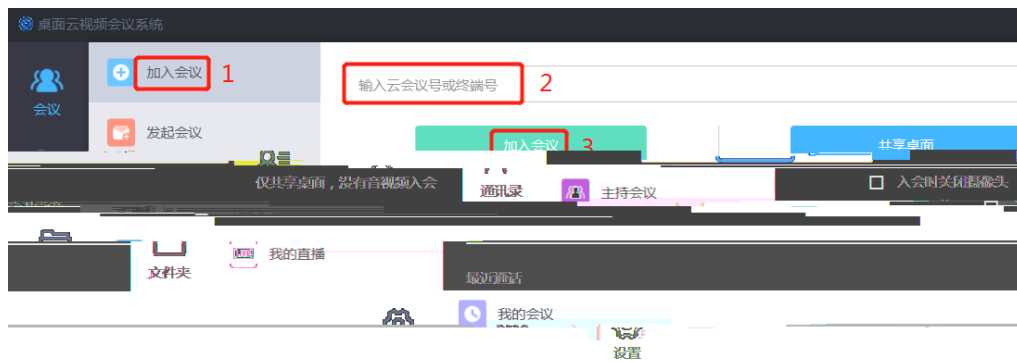 桌面云视频会议系统
加入会议 1
输入云会议号或终端号 2
会议
发起会议
加入会议 3
共享桌面
仅共享桌面，没有音视频入会
通讯录
主持会议
入会时关闭摄像头
我的直播
文件夹
最近通话
我的会议
设置